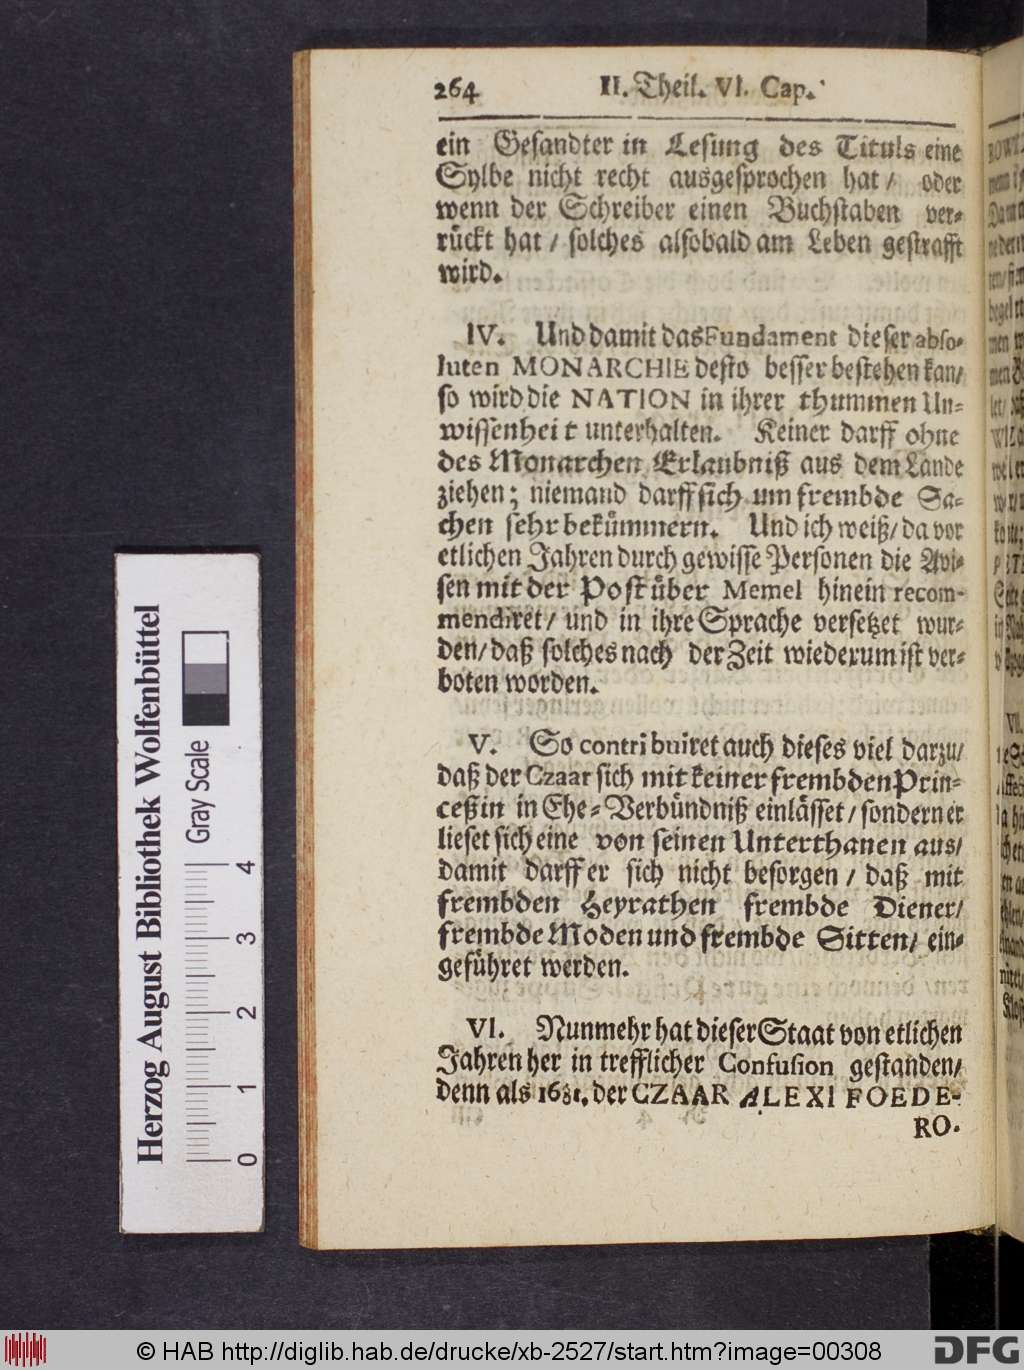 264 II. Theil. VI. Cap.
ein Gesandter in Lesung des Tituls eine
Sylbe nicht recht ausgesprochen hat / oder
wenn der Schreiber einen Buchstaben ver-
rückt hat / solches alsobald am Leben gestrafft
wird.
IV. Und damit das Fundament dieser abso-
luten MONARCHIE desto besser bestehen kan/
so wird die NATION in ihrer thummen Un-
wissenheit unterhalten. Keiner darff ohne
des Monarchen Erlaubniß aus dem Lande
ziehen; niemand darff sich um frembde Sa-
chen sehr bekümmern. Und ich weiß/ da vor
etlichen Jahren durch gewisse Personen die Avi-
sen mit der Post über Memel hinein recom-
mendiret/ und in ihre Sprache versetzet wur-
den/ daß solches nach der Zeit wiederum ist ver-
boten worden.
V. So contribuiret auch dieses viel darzu/
daß der Czaar sich mit keiner frembden Prin-
ceßin in Ehe-Verbündniß einlässet/ sondern er
lieset sich eine von seinen Unterthanen aus/
damit darff er sich nicht besorgen / daß mit
frembden Heyrathen frembde Diener/
frembde Moden und frembde Sitten/ ein-
geführet werden.
VI. Nunmehr hat dieser Staat von etlichen
Jahren her in trefflicher Confusion gestanden/
denn als 1681. der CZAAR ALEXI FOEDE-
RO-
Herzog August Bibliothek Wolfenbüttel
Gray Scale
0 1 2 3 4
© HAB http://diglib.hab.de/drucke/xb-2527/start.htm?image=00308
DFG